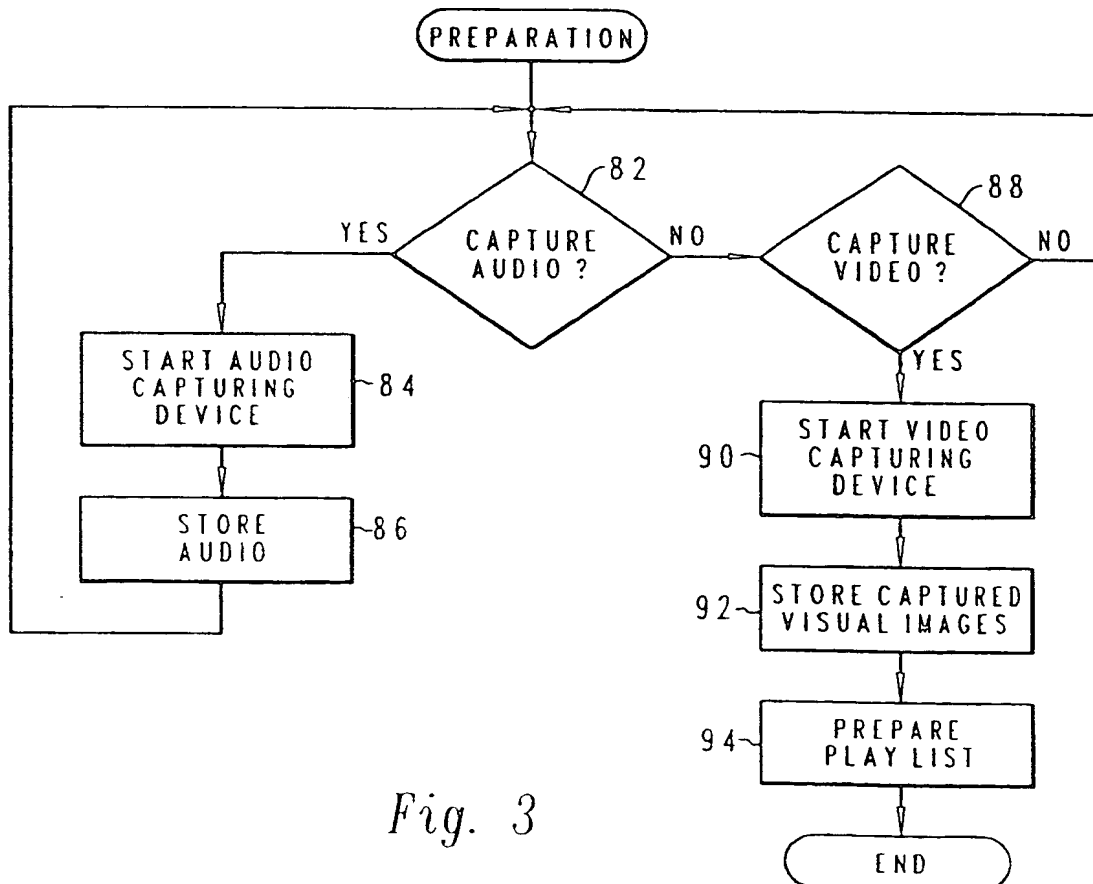 PREPARATION
82
CAPTURE
AUDIO ?
YES
NO
88
CAPTURE
VIDEO ?
NO
YES
START AUDIO
CAPTURING
DEVICE
84
STORE
AUDIO
86
START VIDEO
CAPTURING
DEVICE
90
STORE CAPTURED
VISUAL IMAGES
92
PREPARE
PLAY LIST
94
END
Fig. 3